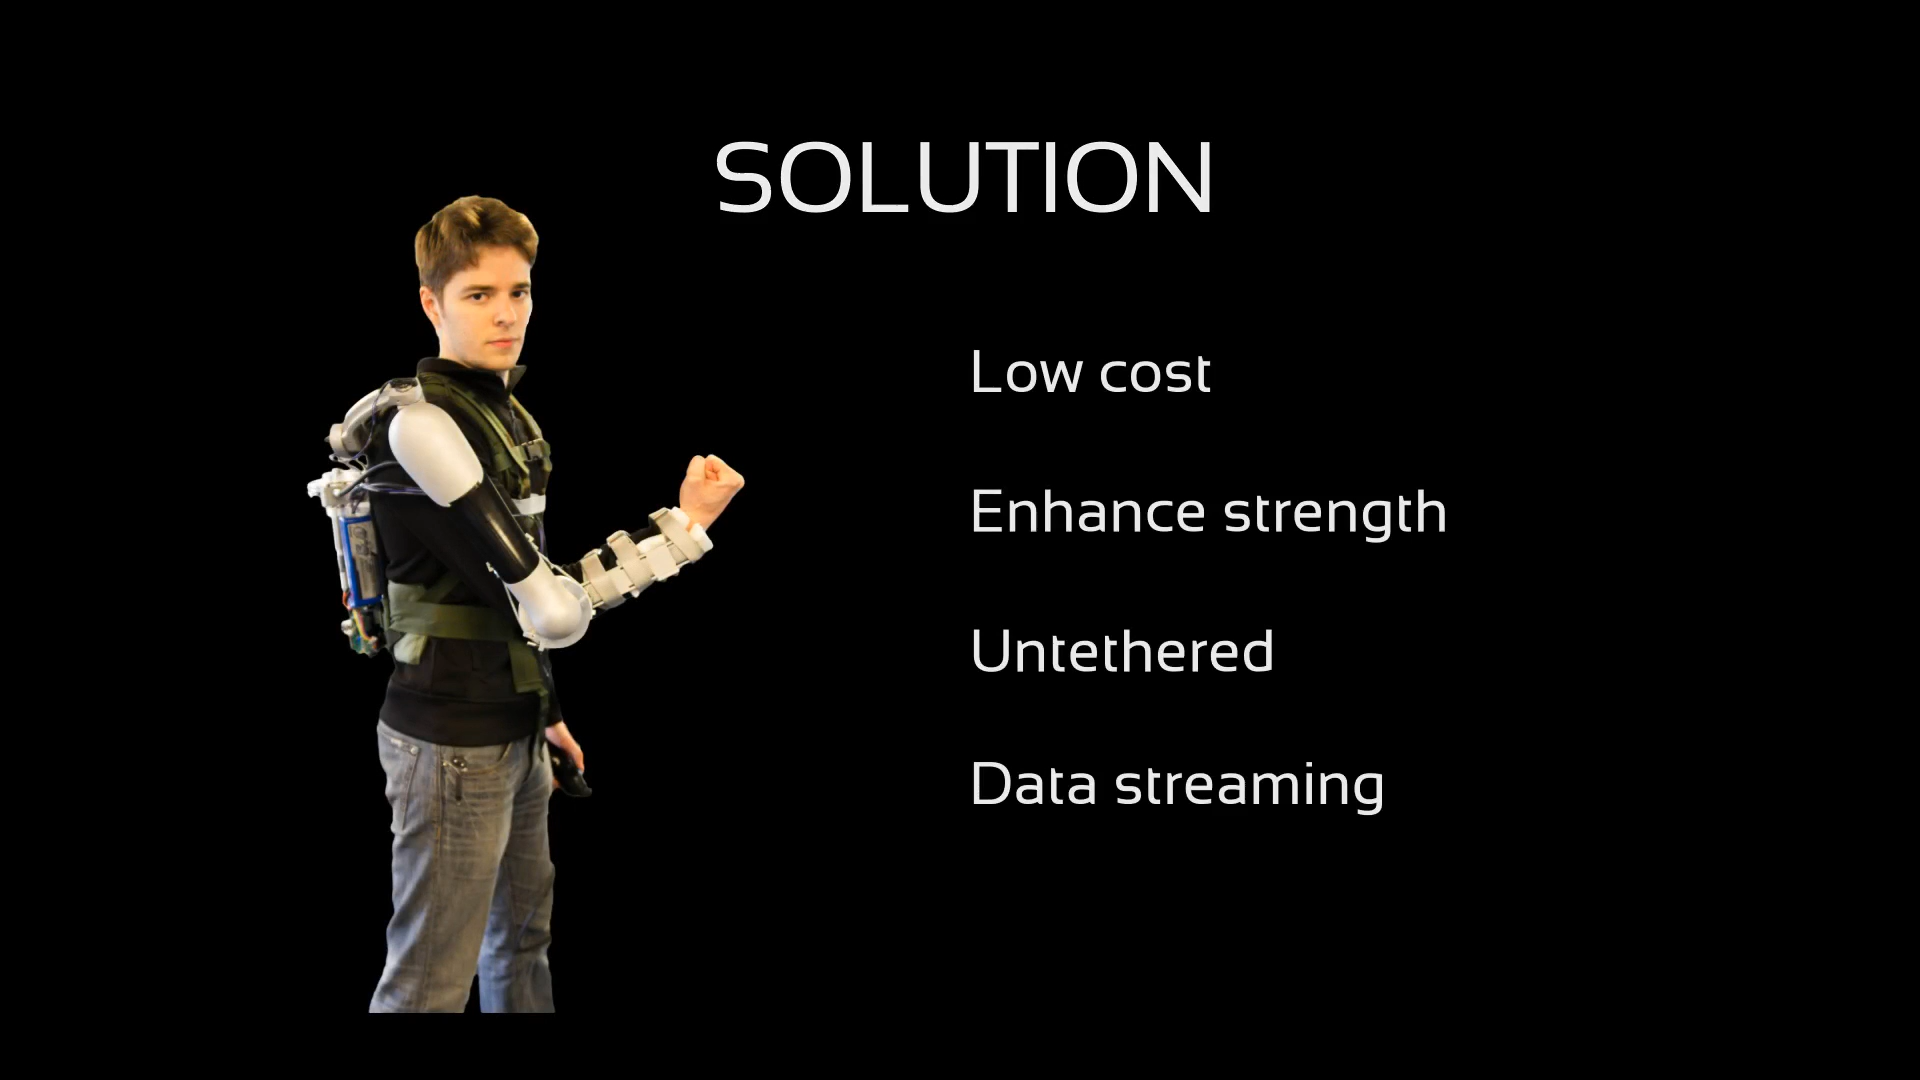 SOLUTION
Low cost
Enhance strength
Untethered
Data streaming